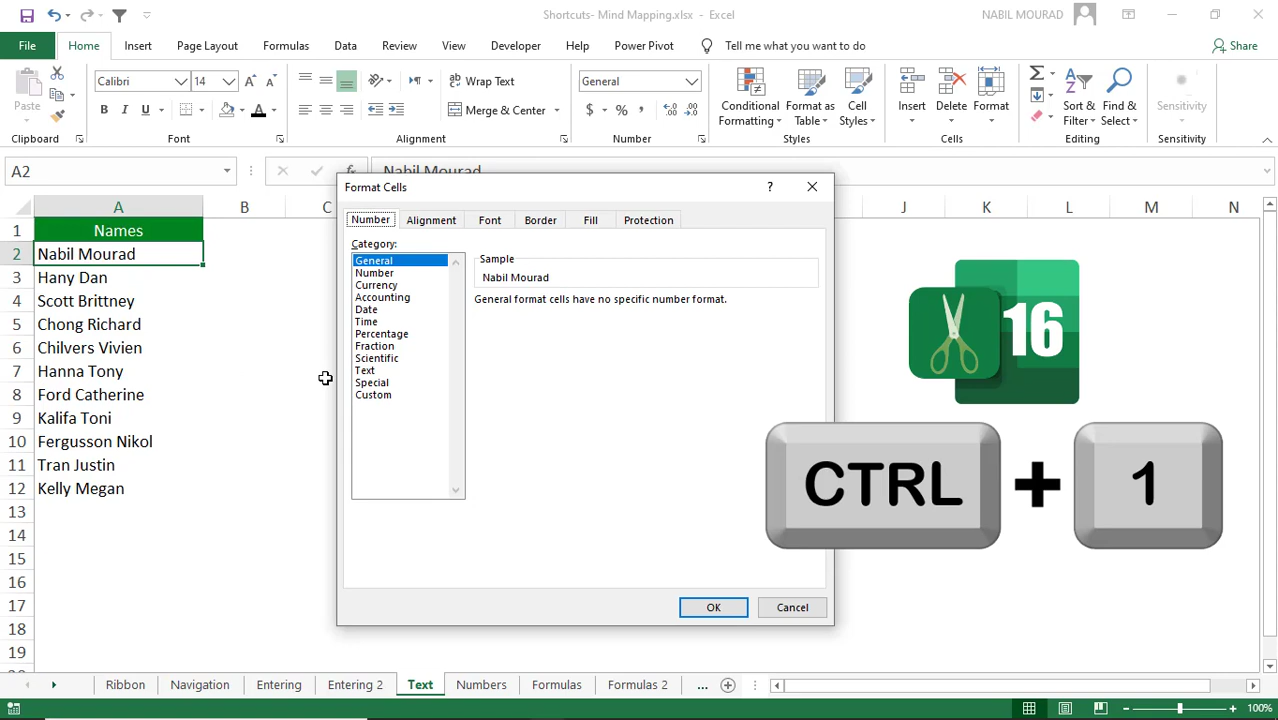 Shortcuts- Mind Mapping.xlsx - Excel
NABIL MOURAD
File Home Insert Page Layout Formulas Data Review View Developer Help Power Pivot Tell me what you want to do Share
Paste
Calibri 14
B I U A
Wrap Text
Merge & Center
General
$ % ,
Conditional Formatting
Format as Table
Cell Styles
Insert Delete Format
Sort & Filter
Find & Select
Sensitivity
Clipboard Font Alignment Number Styles Cells Editing Sensitivity
A2
fx
Nabil Mourad
A B C J K L M N
1 Names
2 Nabil Mourad
3 Hany Dan
4 Scott Brittney
5 Chong Richard
6 Chilvers Vivien
7 Hanna Tony
8 Ford Catherine
9 Kalifa Toni
10 Fergusson Nikol
11 Tran Justin
12 Kelly Megan
13
14
15
16
17
18
19
Format Cells ?
Number Alignment Font Border Fill Protection
Category:
General
Number
Currency
Accounting
Date
Time
Percentage
Fraction
Scientific
Text
Special
Custom
Sample
Nabil Mourad
General format cells have no specific number format.
OK Cancel
16
CTRL + 1
Ribbon Navigation Entering Entering 2 Text Numbers Formulas Formulas 2 ...
100%